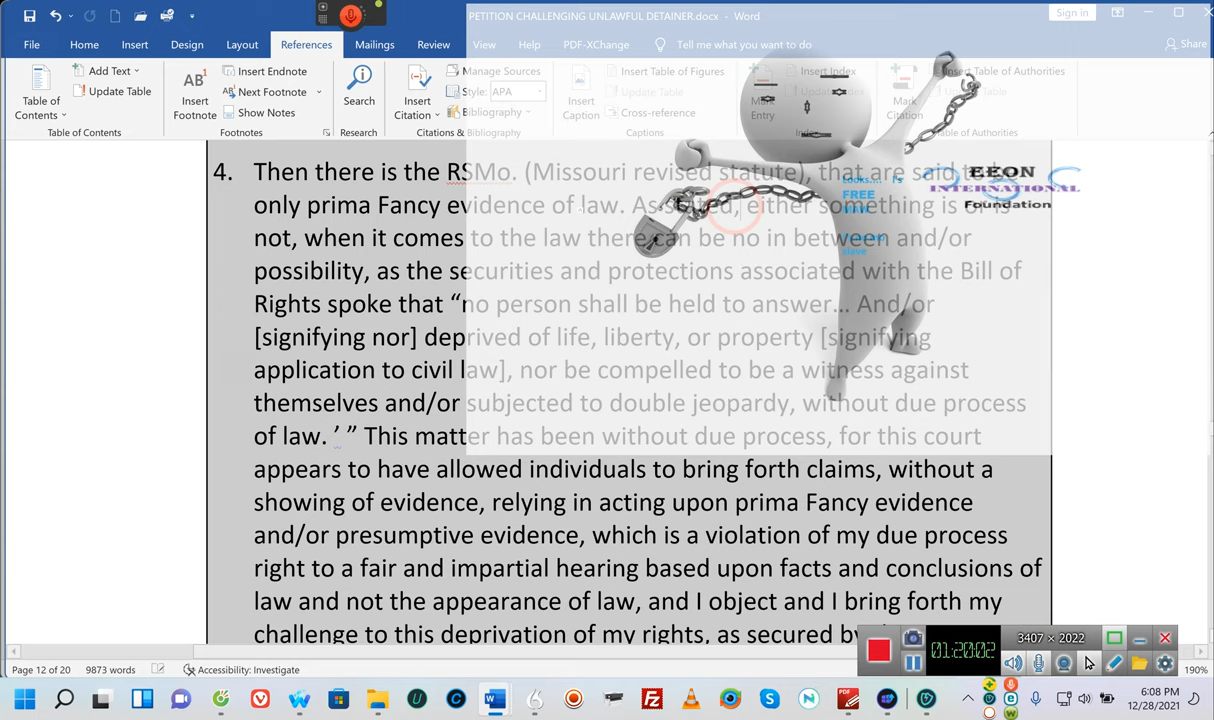 PETITION CHALLENGING UNLAWFUL DETAINER.docx - Word
Sign in
File Home Insert Design Layout References Mailings Review View Help PDF-XChange Tell me what you want to do Share
Table of Contents
Add Text
Update Table
Table of Contents
AB1 Insert Footnote
Insert Endnote
Next Footnote
Show Notes
Footnotes
Search
Research
Insert Citation
Manage Sources
Style: APA
Bibliography
Citations & Bibliography
Insert Caption
Insert Table of Figures
Update Table
Cross-reference
Captions
Mark Entry
Insert Index
Mark Citation
Insert Table of Authorities
Table of Authorities
4. Then there is the RSMo. (Missouri revised statute), that are said to be
only prima Fancy evidence of law. As stated, either something is or is
not, when it comes to the law there can be no in between and/or
possibility, as the securities and protections associated with the Bill of
Rights spoke that “no person shall be held to answer... And/or
[signifying nor] deprived of life, liberty, or property [signifying
application to civil law], nor be compelled to be a witness against
themselves and/or subjected to double jeopardy, without due process
of law. ’ ” This matter has been without due process, for this court
appears to have allowed individuals to bring forth claims, without a
showing of evidence, relying in acting upon prima Fancy evidence
and/or presumptive evidence, which is a violation of my due process
right to a fair and impartial hearing based upon facts and conclusions of
law and not the appearance of law, and I object and I bring forth my
challenge to this deprivation of my rights, as secured by
EEON
INTERNATIONAL
Foundation
Looks....
FREE
slave
01:20:02
3407 × 2022
Page 12 of 20 9873 words Accessibility: Investigate
190%
6:08 PM
12/28/2021